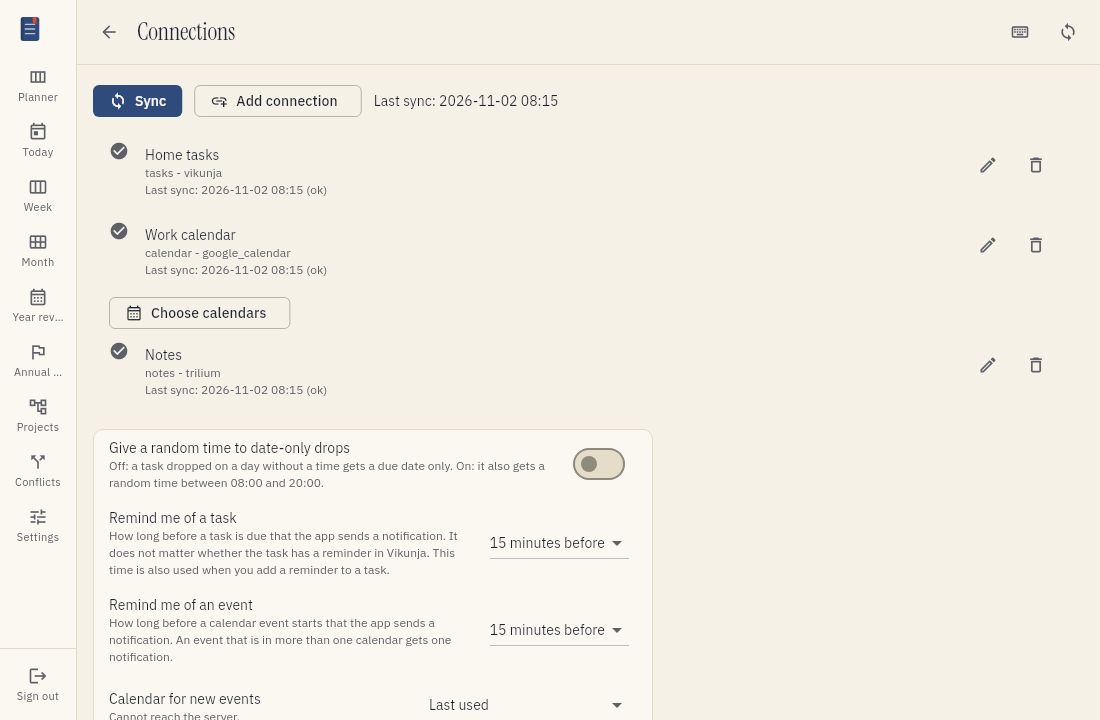 Connections
Planner
Today
Week
Month
Year rev...
Annual ...
Projects
Conflicts
Settings
Sign out
Sync
Add connection
Last sync: 2026-11-02 08:15
Home tasks
tasks - vikunja
Last sync: 2026-11-02 08:15 (ok)
Work calendar
calendar - google_calendar
Last sync: 2026-11-02 08:15 (ok)
Choose calendars
Notes
notes - trilium
Last sync: 2026-11-02 08:15 (ok)
Give a random time to date-only drops
Off: a task dropped on a day without a time gets a due date only. On: it also gets a
random time between 08:00 and 20:00.
Remind me of a task
How long before a task is due that the app sends a notification. It
does not matter whether the task has a reminder in Vikunja. This
time is also used when you add a reminder to a task.
15 minutes before
Remind me of an event
How long before a calendar event starts that the app sends a
notification. An event that is in more than one calendar gets one
notification.
15 minutes before
Calendar for new events
Cannot reach the server.
Last used